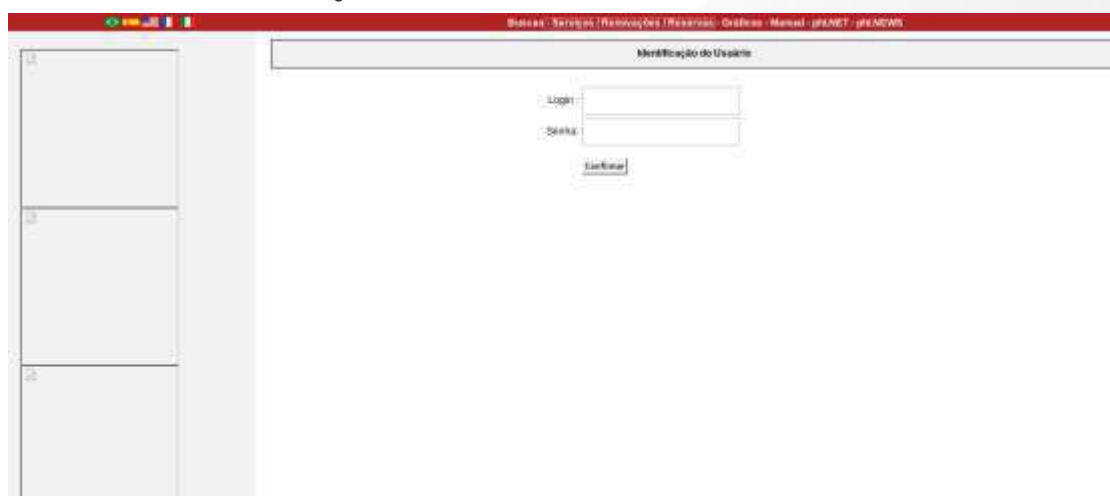 Buscas - Serviços / Renovações / Reservas - Gráficos - Manual - phl.NET - phl.NEWS
Identificação do Usuário
Login :
Senha:
Confirmar